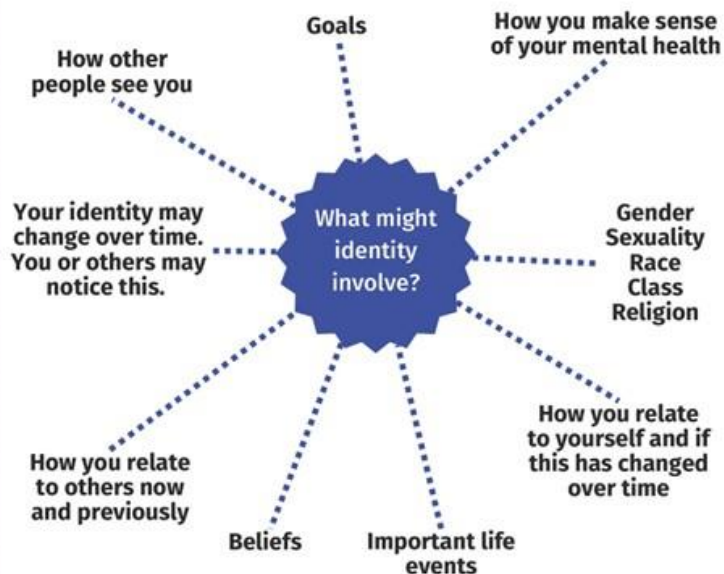 Goals
How you make sense
of your mental health
How other
people see you
What might
identity
involve?
Your identity may
change over time.
You or others may
notice this.
Gender
Sexuality
Race
Class
Religion
How you relate
to yourself and if
this has changed
over time
How you relate
to others now
and previously
Beliefs
Important life
events